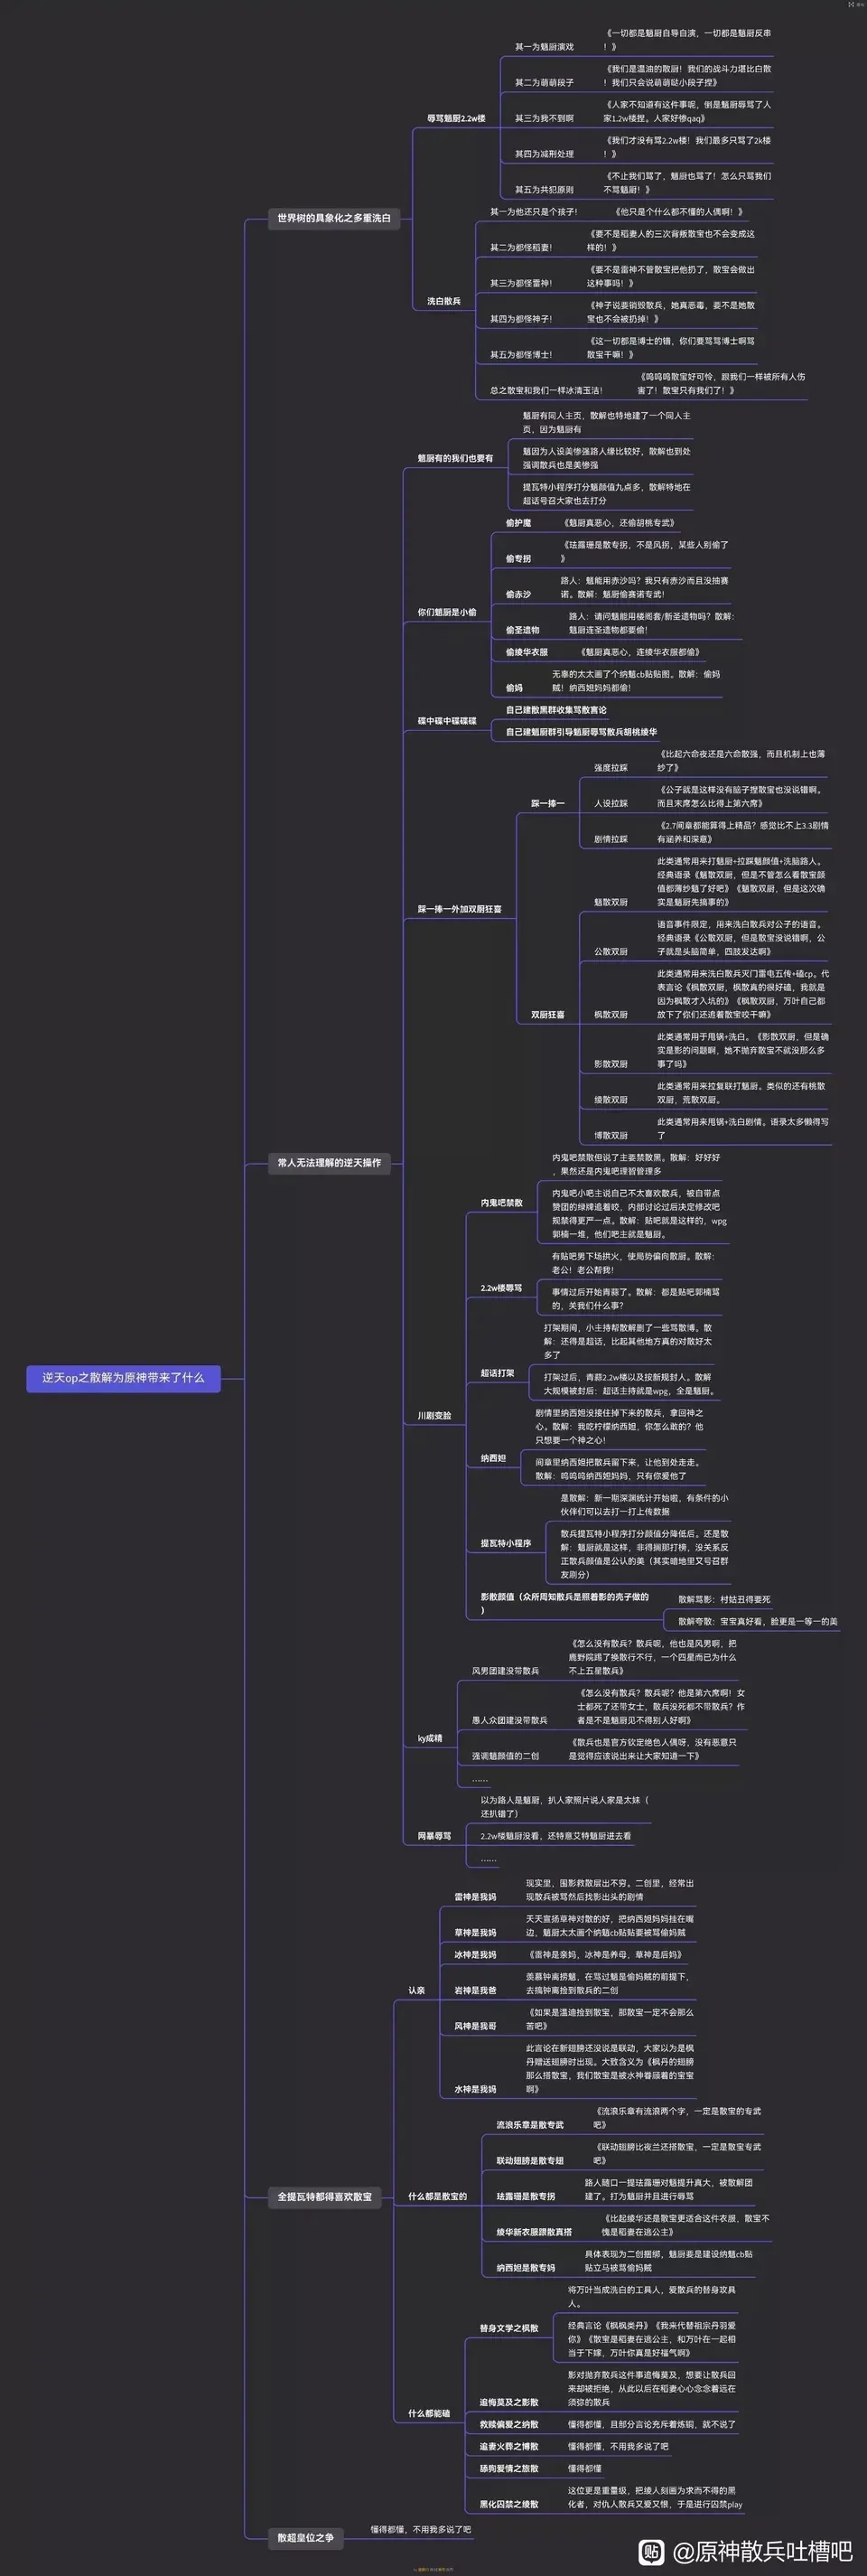 逆天op之散解为原神带来了什么
世界树的具象化之多重洗白
辱骂魈厨2.2w楼
其一为魈厨演戏
《一切都是魈厨自导自演，一切都是魈厨反串
！》
其二为萌萌段子
《我们是温油的散厨！我们的战斗力堪比白散
！我们只会说萌萌哒小段子捏》
其三为我不到啊
《人家不知道有这件事呢，倒是魈厨辱骂了人
家1.2w楼捏。人家好惨qaq》
其四为减刑处理
《我们才没有骂2.2w楼！我们最多只骂了2k楼
！》
其五为共犯原则
《不止我们骂了，魈厨也骂了！怎么只骂我们
不骂魈厨！》
洗白散兵
其一为他还只是个孩子！
《他只是个什么都不懂的人偶啊！》
其二为都怪稻妻！
《要不是稻妻人的三次背叛散宝也不会变成这
样的！》
其三为都怪雷神！
《要不是雷神不管散宝把他扔了，散宝会做出
这种事吗！》
其四为都怪神子！
《神子说要销毁散兵，她真恶毒，要不是她散
宝也不会被扔掉！》
其五为都怪博士！
《这一切都是博士的错，你们要骂骂博士啊骂
散宝干嘛！》
总之散宝和我们一样冰清玉洁！
《呜呜呜散宝好可怜，跟我们一样被所有人伤
害了！散宝只有我们了！》
常人无法理解的逆天操作
魈厨有的我们也要有
魈厨有同人主页，散解也特地建了一个同人主
页，因为魈厨有
魈因为人设美惨强路人缘比较好，散解也到处
强调散兵也是美惨强
提瓦特小程序打分魈颜值九点多，散解特地在
超话号召大家也去打分
你们魈厨是小偷
偷护魔
《魈厨真恶心，还偷胡桃专武》
偷专拐
《珐露珊是散专拐，不是风拐，某些人别偷了
》
偷赤沙
路人：魈能用赤沙吗？我只有赤沙而且没抽赛
诺。散解：魈厨偷赛诺专武！
偷圣遗物
路人：请问魈能用楼阁套/新圣遗物吗？散解：
魈厨连圣遗物都要偷！
偷绫华衣服
《魈厨真恶心，连绫华衣服都偷》
偷妈
无辜的太太画了个纳魈cb贴贴图。散解：偷妈
贼！纳西妲妈妈都偷！
碟中碟中碟碟碟
自己建散黑群收集骂散言论
自己建魈厨群引导魈厨辱骂散兵胡桃绫华
踩一捧一外加双厨狂喜
踩一捧一
强度拉踩
《比起六命夜还是六命散强，而且机制上也薄
纱了》
人设拉踩
《公子就是这样没有脑子捏散宝也没说错啊。
而且末席怎么比得上第六席》
剧情拉踩
《2.7间章都能算得上精品？感觉比不上3.3剧情
有涵养和深意》
双厨狂喜
魈散双厨
此类通常用来打魈厨+拉踩魈颜值+洗脑路人。
经典语录《魈散双厨，但是不管怎么看散宝颜
值都薄纱魈了好吧》《魈散双厨，但是这次确
实是魈厨先搞事的》
公散双厨
语音事件限定，用来洗白散兵对公子的语音。
经典语录《公散双厨，但是散宝没说错啊，公
子就是头脑简单，四肢发达啊》
枫散双厨
此类通常用来洗白散兵灭门雷电五传+磕cp。代
表言论《枫散双厨，枫散真的很好磕，我就是
因为枫散才入坑的》《枫散双厨，万叶自己都
放下了你们还追着散宝咬干嘛》
影散双厨
此类通常用于甩锅+洗白。《影散双厨，但是确
实是影的问题啊，她不抛弃散宝不就没那么多
事了吗》
绫散双厨
此类通常用来拉复联打魈厨。类似的还有桃散
双厨，荒散双厨。
博散双厨
此类通常用来甩锅+洗白剧情。语录太多懒得写
了
川剧变脸
内鬼吧禁散
内鬼吧禁散但说了主要禁散黑。散解：好好好
，果然还是内鬼吧理智管理多
内鬼吧小吧主说自己不太喜欢散兵，被自带点
赞团的绿牌追着咬，内部讨论过后决定修改吧
规禁得更严一点。散解：贴吧就是这样的，wpg
郭楠一堆，他们吧主就是魈厨。
2.2w楼辱骂
有贴吧男下场拱火，使局势偏向散厨。散解：
老公！老公帮我！
事情过后开始青蒜了。散解：都是贴吧郭楠骂
的，关我们什么事？
超话打架
打架期间，小主持帮散解删了一些骂散博。散
解：还得是超话，比起其他地方真的对散好太
多了
打架过后，青蒜2.2w楼以及按新规封人。散解
大规模被封后：超话主持就是wpg，全是魈厨。
纳西妲
剧情里纳西妲没接住掉下来的散兵，拿回神之
心。散解：我吃柠檬纳西妲，你怎么敢的？他
只想要一个神之心！
间章里纳西妲把散兵留下来，让他到处走走。
散解：呜呜呜纳西妲妈妈，只有你爱他了
提瓦特小程序
是散解：新一期深渊统计开始啦，有条件的小
伙伴们可以去打一打上传数据
散兵提瓦特小程序打分颜值分降低后。还是散
解：魈厨就是这样，非得搁那打榜，没关系反
正散兵颜值是公认的美（其实暗地里又号召群
友刷分）
影散颜值（众所周知散兵是照着影的壳子做的
）
散解骂影：村姑丑得要死
散解夸散：宝宝真好看，脸更是一等一的美
ky成精
风男团建没带散兵
《怎么没有散兵？散兵呢，他也是风男啊，把
鹿野院踢了换散行不行，一个四星而已为什么
不上五星散兵》
愚人众团建没带散兵
《怎么没有散兵？散兵呢？他是第六席啊！女
士都死了还带女士，散兵没死都不带散兵？作
者是不是魈厨见不得别人好啊》
强调魈颜值的二创
《散兵也是官方钦定绝色人偶呀，没有恶意只
是觉得应该说出来让大家知道一下》
……
网暴辱骂
以为路人是魈厨，扒人家照片说人家是太妹（
还扒错了）
2.2w楼魈厨没看，还特意艾特魈厨进去看
……
全提瓦特都得喜欢散宝
认亲
雷神是我妈
现实里，围影救散层出不穷。二创里，经常出
现散兵被骂然后找影出头的剧情
草神是我妈
天天宣扬草神对散的好，把纳西妲妈妈挂在嘴
边，魈厨太太画个纳魈cb贴贴要被骂偷妈贼
冰神是我妈
《雷神是亲妈，冰神是养母，草神是后妈》
岩神是我爸
羡慕钟离捞魈，在骂过魈是偷妈贼的前提下，
去搞钟离捡到散兵的二创
风神是我哥
《如果是温迪捡到散宝，那散宝一定不会那么
苦吧》
水神是我妈
此言论在新翅膀还没说是联动，大家以为是枫
丹赠送翅膀时出现。大致含义为《枫丹的翅膀
那么搭散宝，我们散宝是被水神眷顾着的宝宝
啊》
什么都是散宝的
流浪乐章是散专武
《流浪乐章有流浪两个字，一定是散宝的专武
吧》
联动翅膀是散专翅
《联动翅膀比夜兰还搭散宝，一定是散宝专武
吧》
珐露珊是散专拐
路人随口一提珐露珊对魈提升真大，被散解团
建了。打为魈厨并且进行辱骂
绫华新衣服跟散真搭
《比起绫华还是散宝更适合这件衣服，散宝不
愧是稻妻在逃公主》
纳西妲是散专妈
具体表现为二创捆绑，魈厨要是建设纳魈cb贴
贴立马被骂偷妈贼
什么都能磕
替身文学之枫散
将万叶当成洗白的工具人，爱散兵的替身玫具
人。
经典言论《枫枫类丹》《我来代替祖宗丹羽爱
你》《散宝是稻妻在逃公主，和万叶在一起相
当于下嫁，万叶你真是好福气啊》
追悔莫及之影散
影对抛弃散兵这件事追悔莫及，想要让散兵回
来却被拒绝，从此以后在稻妻心心念念着远在
须弥的散兵
救赎偏爱之纳散
懂得都懂，且部分言论充斥着炼铜，就不说了
追妻火葬之博散
懂得都懂，不用我多说了吧
舔狗爱情之旅散
懂得都懂
黑化囚禁之绫散
这位更是重量级，把绫人刻画为求而不得的黑
化者，对仇人散兵又爱又恨，于是进行囚禁play
散超皇位之争
懂得都懂，不用我多说了吧
贴 @原神散兵吐槽吧